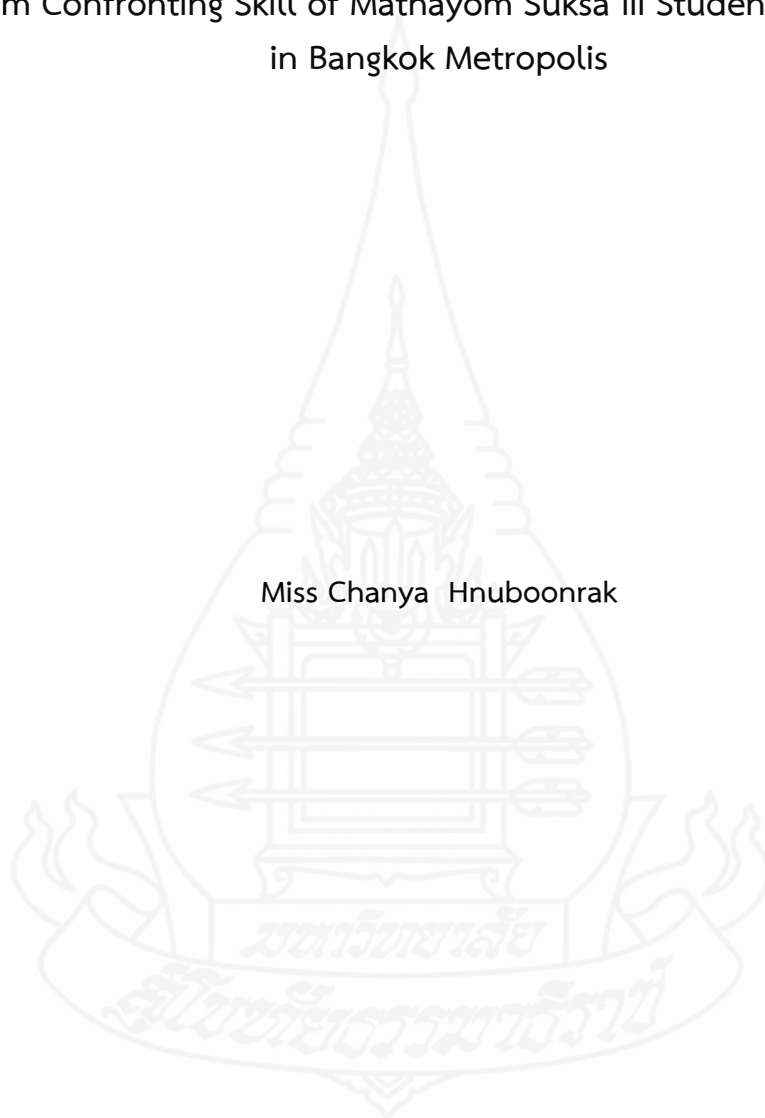 m Confronting Skill of Mathayom Suksa III Studen
in Bangkok Metropolis
Miss Chanya Hnuboonrak
มหาวิทยาลัย
สุโขทัยธรรมาธิราช